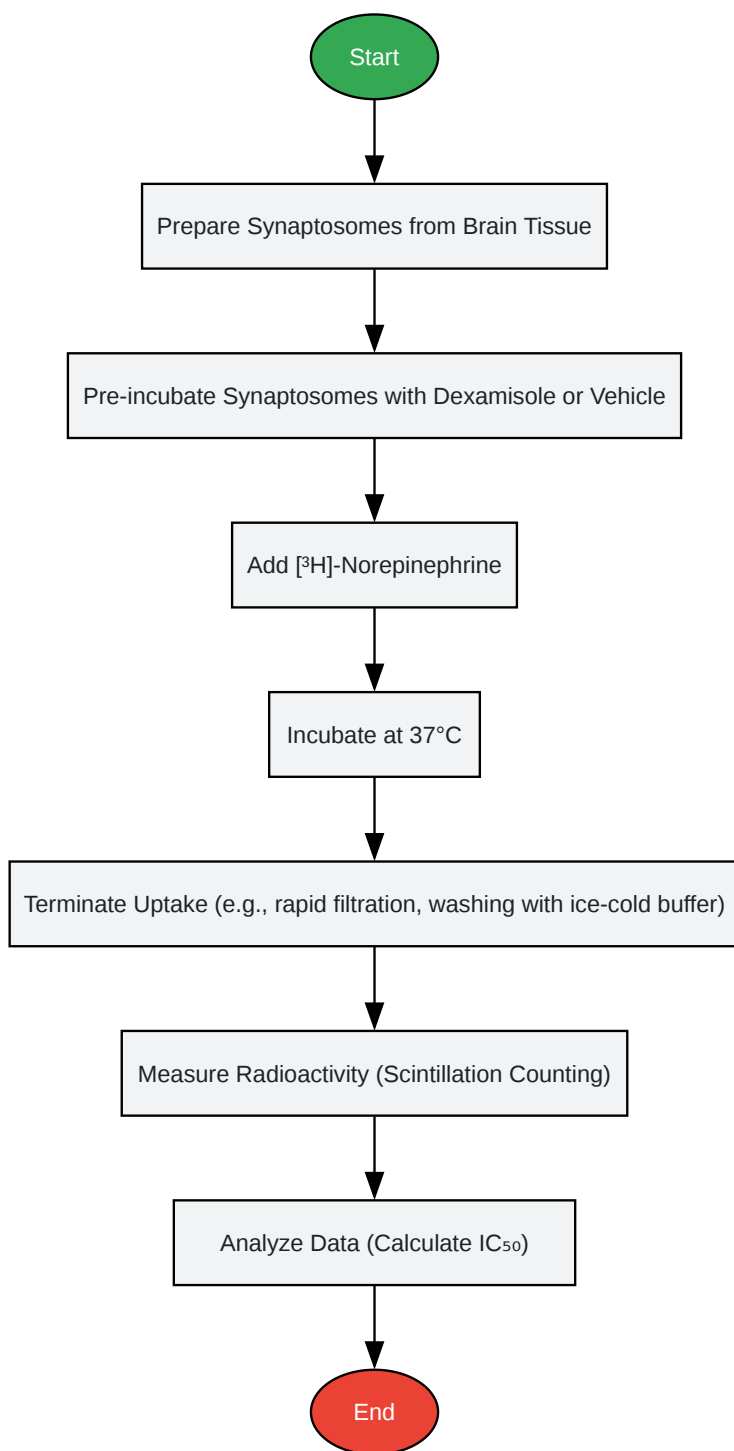 Start
Prepare Synaptosomes from Brain Tissue
Pre-incubate Synaptosomes with Dexamisole or Vehicle
Add [³H]-Norepinephrine
Incubate at 37°C
Terminate Uptake (e.g., rapid filtration, washing with ice-cold buffer)
Measure Radioactivity (Scintillation Counting)
Analyze Data (Calculate IC₅₀)
End